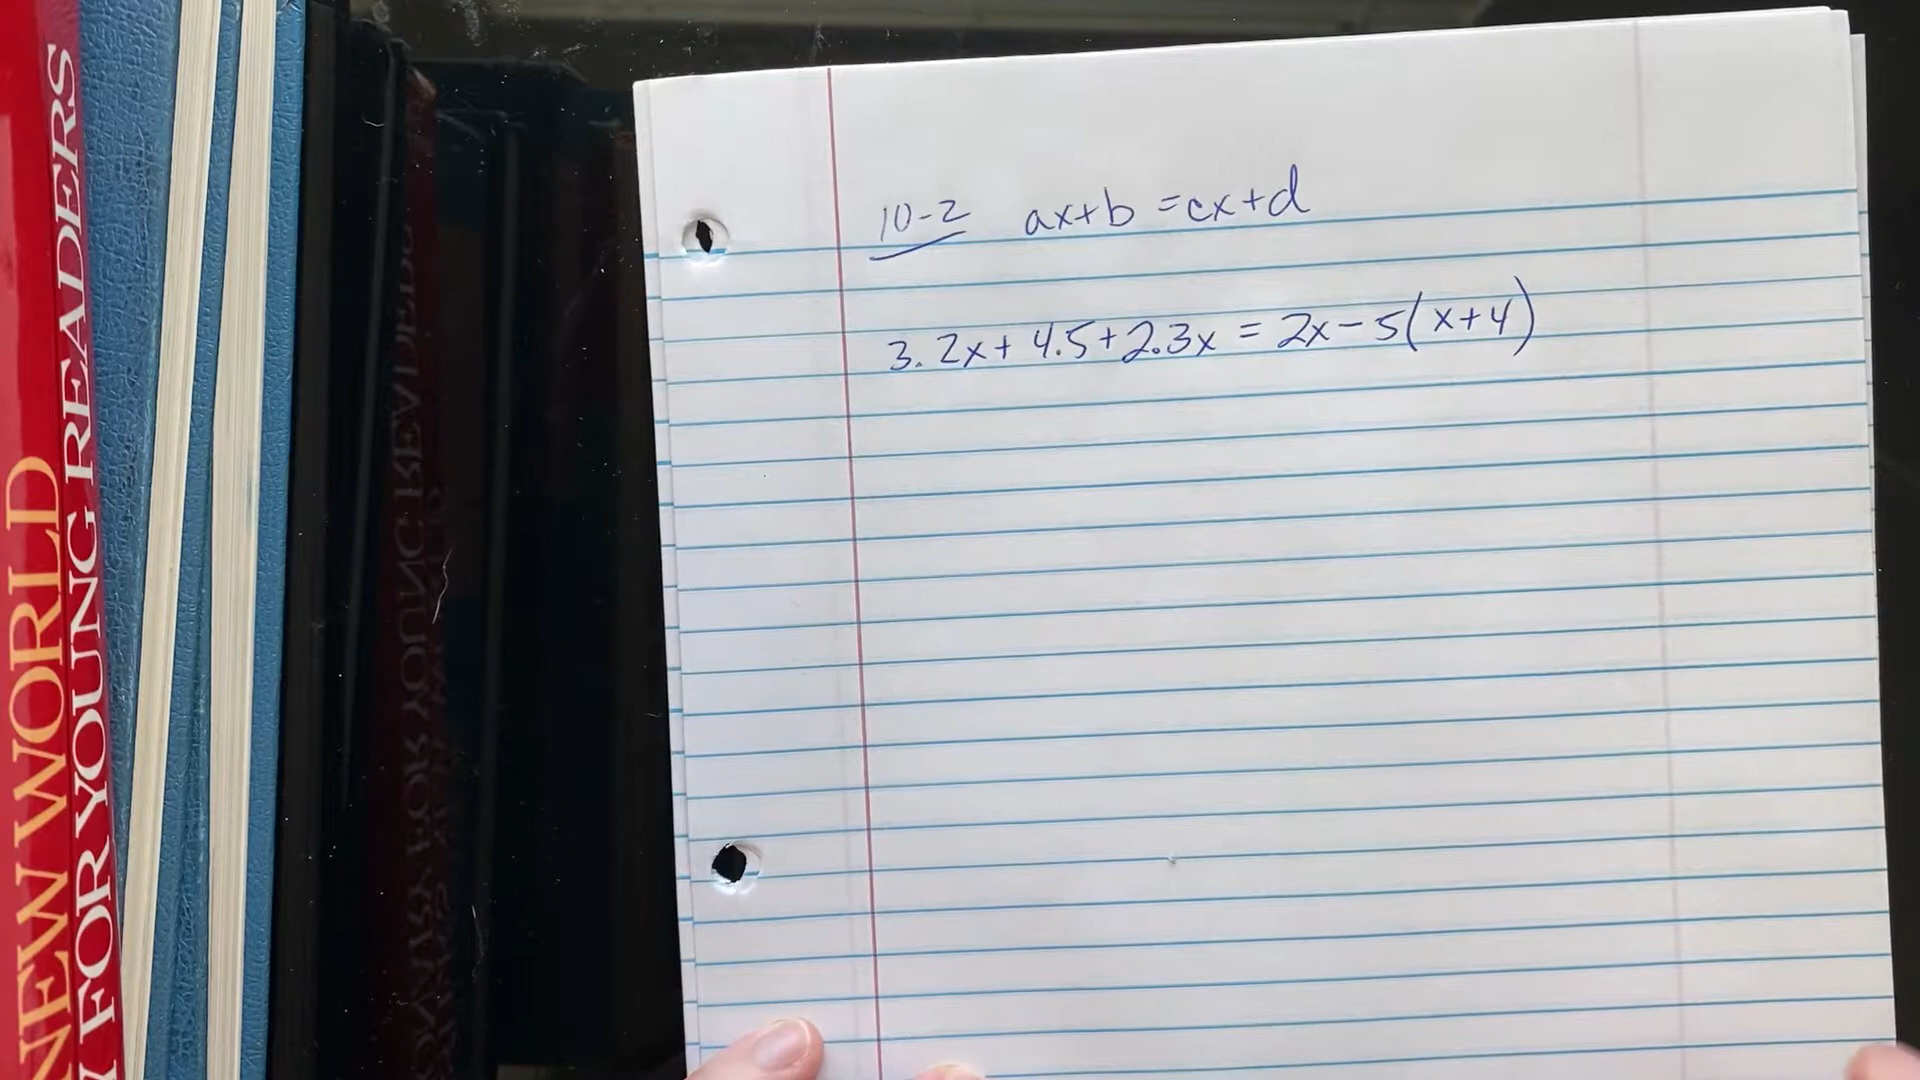 NEW WORLD
FOR YOUNG READERS
10-2 ax+b=cx+d
3.2x+4.5+2.3x=2x-5(x+4)